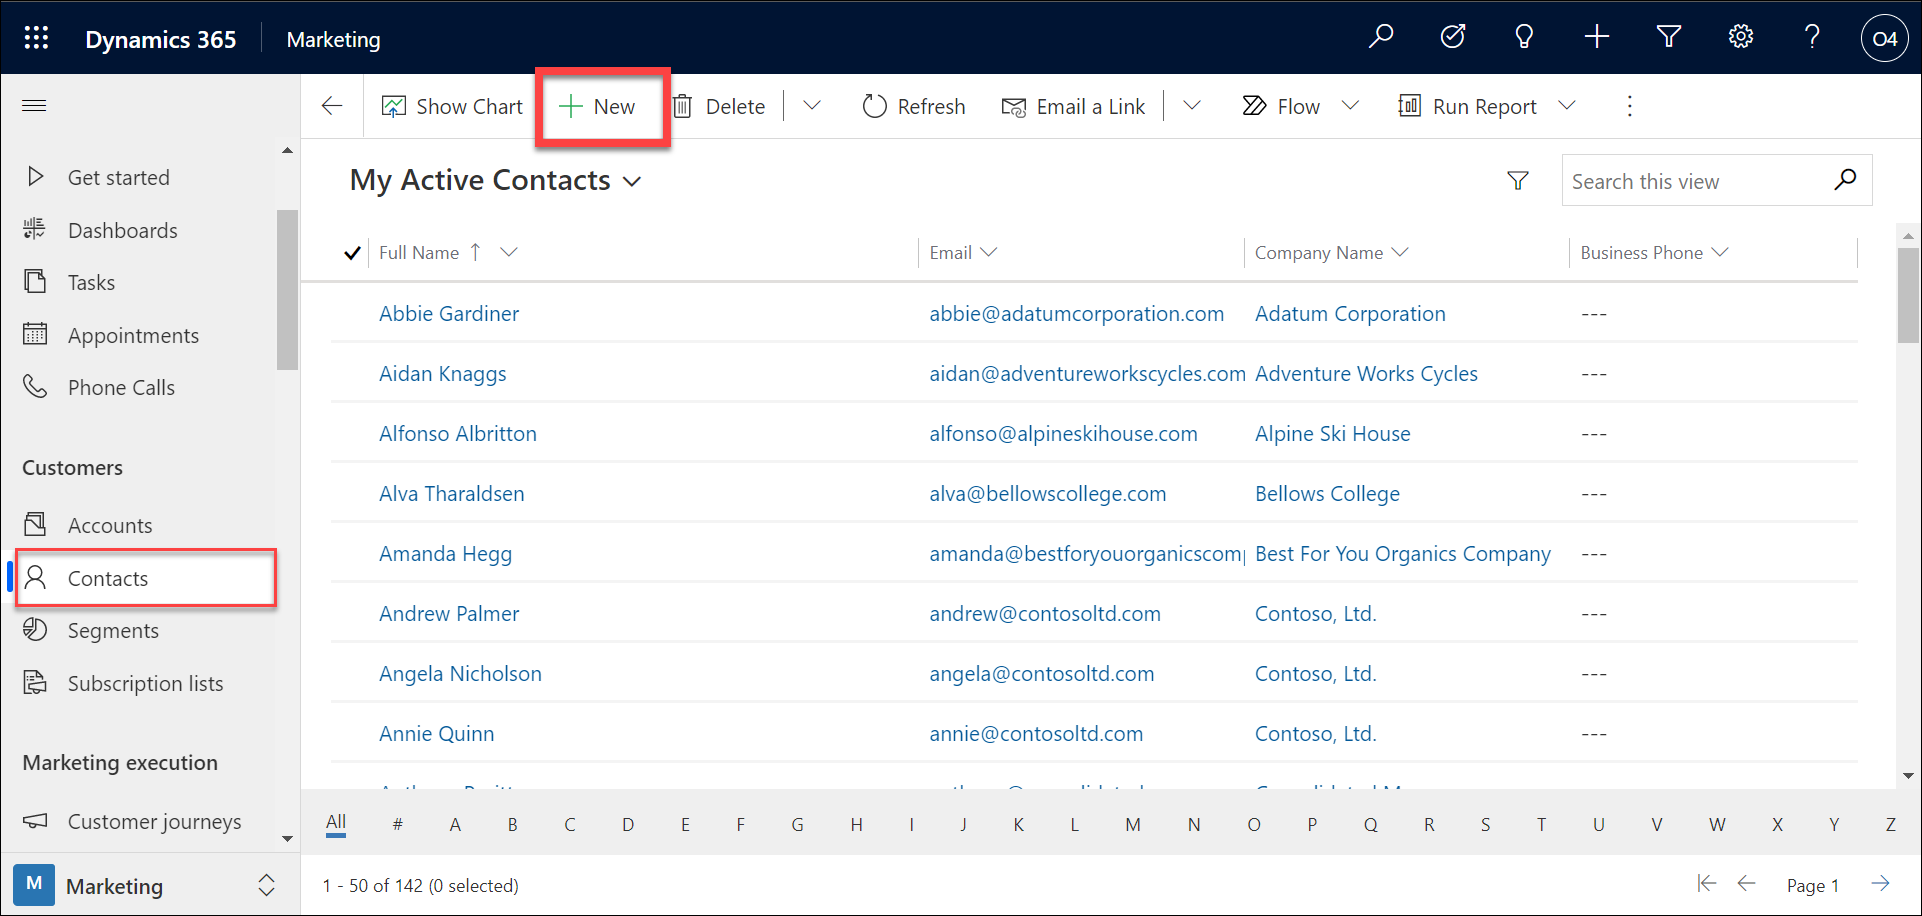 Dynamics 365 Marketing O4
Show Chart New Delete Refresh Email a Link Flow Run Report
Get started
Dashboards
Tasks
Appointments
Phone Calls
Customers
Accounts
Contacts
Segments
Subscription lists
Marketing execution
Customer journeys
M Marketing
My Active Contacts Search this view
Full Name Email Company Name Business Phone
Abbie Gardiner abbie@adatumcorporation.com Adatum Corporation ---
Aidan Knaggs aidan@adventureworkscycles.com Adventure Works Cycles ---
Alfonso Albritton alfonso@alpineskihouse.com Alpine Ski House ---
Alva Tharaldsen alva@bellowscollege.com Bellows College ---
Amanda Hegg amanda@bestforyouorganicscom Best For You Organics Company ---
Andrew Palmer andrew@contosoltd.com Contoso, Ltd. ---
Angela Nicholson angela@contosoltd.com Contoso, Ltd. ---
Annie Quinn annie@contosoltd.com Contoso, Ltd. ---
All # A B C D E F G H I J K L M N O P Q R S T U V W X Y Z
1 - 50 of 142 (0 selected) Page 1